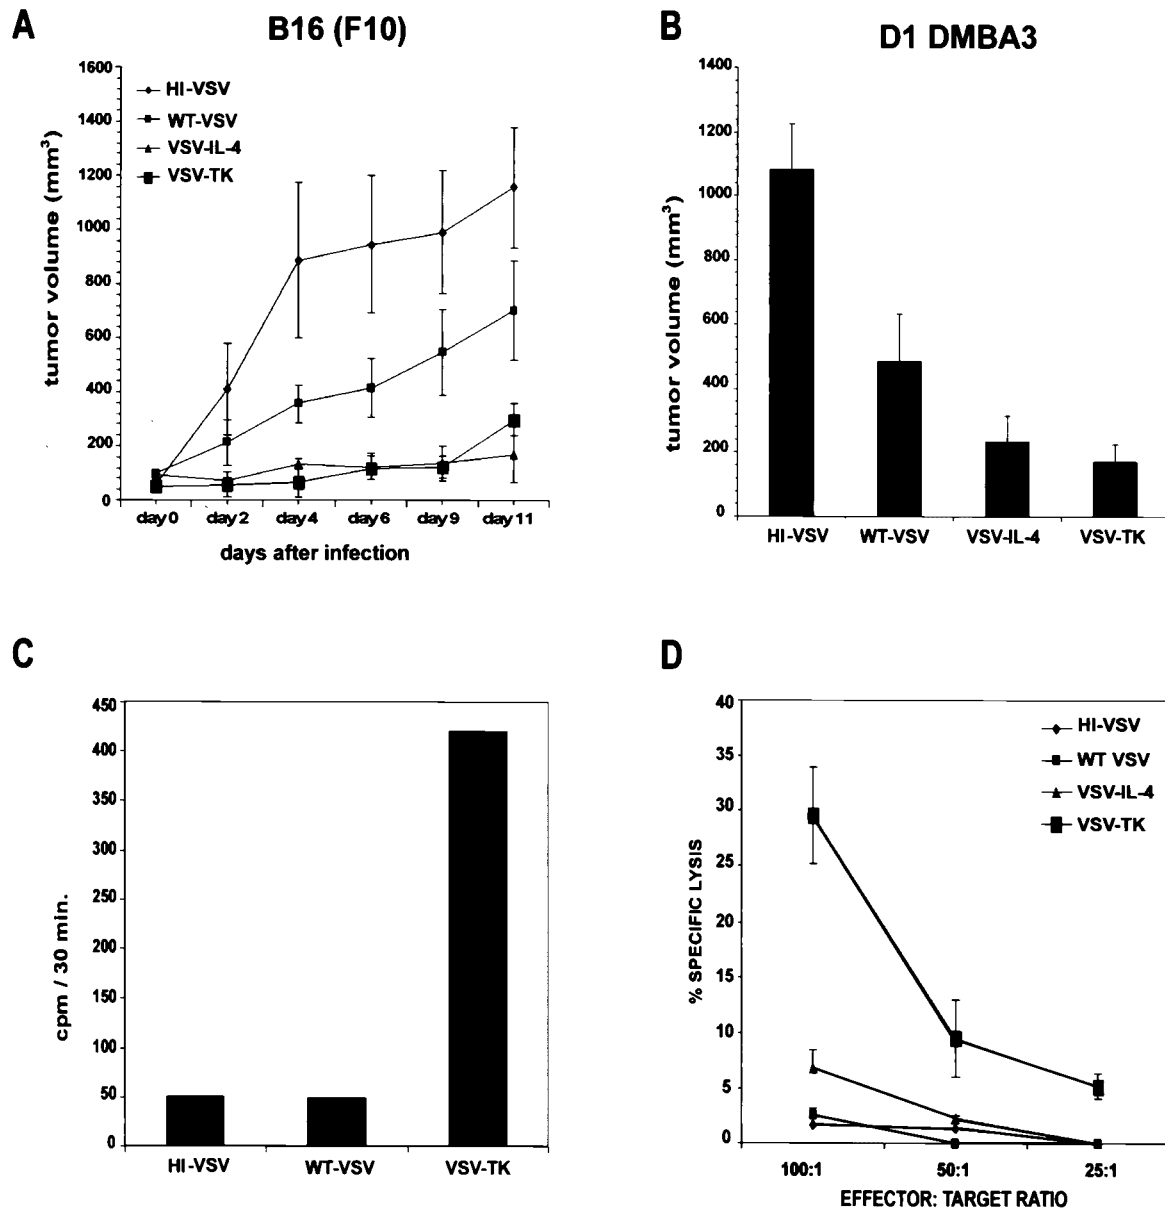 A
B16 (F10)
1600
1400
1200
1000
800
600
400
200
0
tumor volume (mm³)
HI-VSV
WT-VSV
VSV-IL-4
VSV-TK
day 0 day 2 day 4 day 6 day 9 day 11
days after infection
B
D1 DMBA3
1400
1200
1000
800
600
400
200
0
tumor volume (mm³)
HI-VSV WT-VSV VSV-IL-4 VSV-TK
C
450
400
350
300
250
200
150
100
50
0
cpm / 30 min.
HI-VSV WT-VSV VSV-TK
D
40
35
30
25
20
15
10
5
0
% SPECIFIC LYSIS
HI-VSV
WT VSV
VSV-IL-4
VSV-TK
100:1 50:1 25:1
EFFECTOR: TARGET RATIO